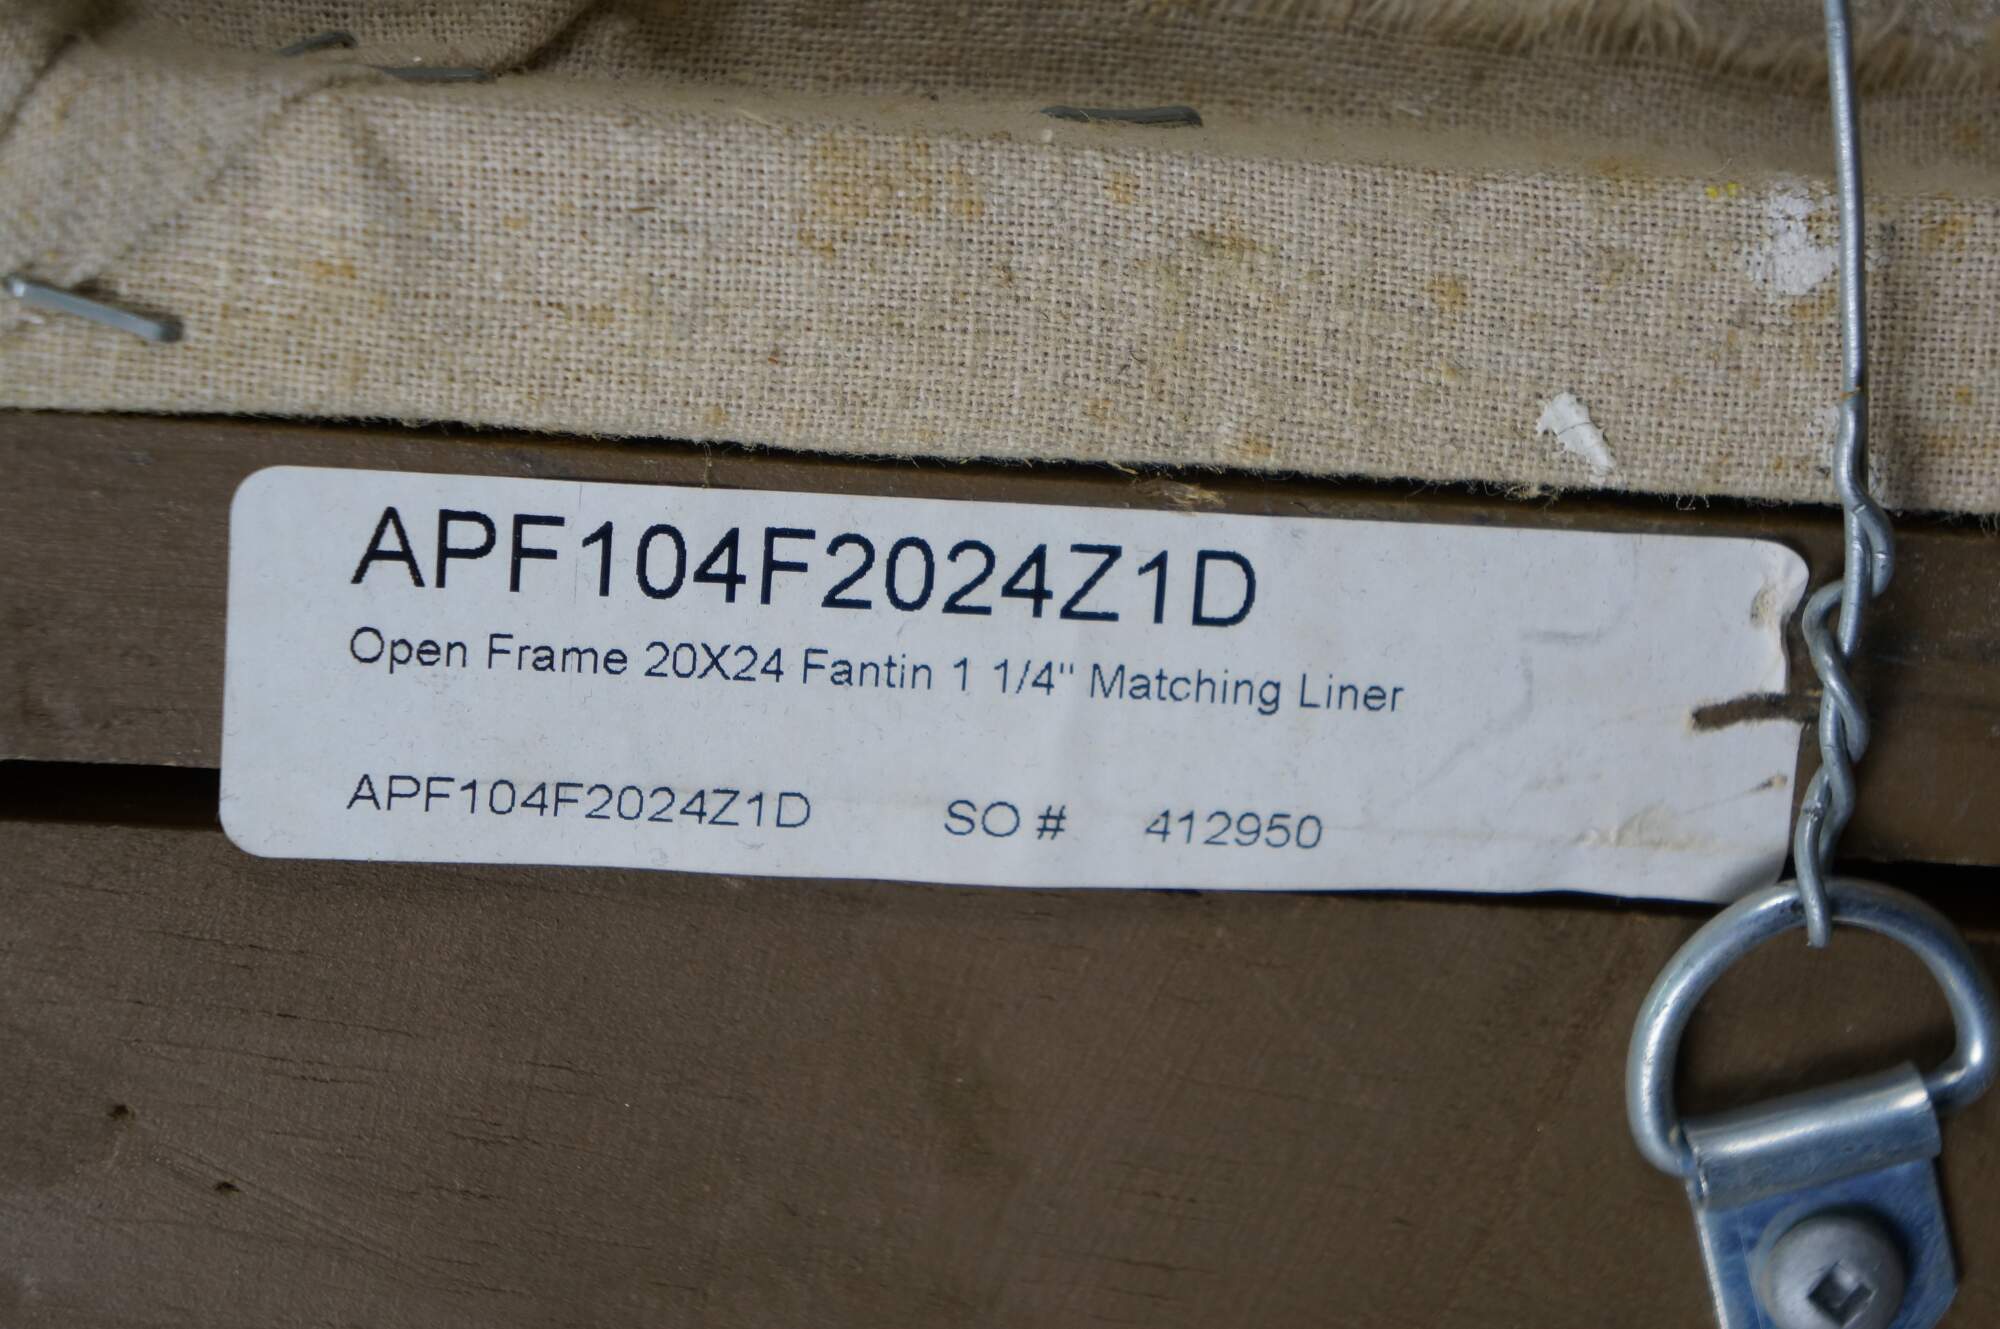 APF104F2024Z1D
Open Frame 20X24 Fantin 1 1/4" Matching Liner
APF104F2024Z1D SO # 412950